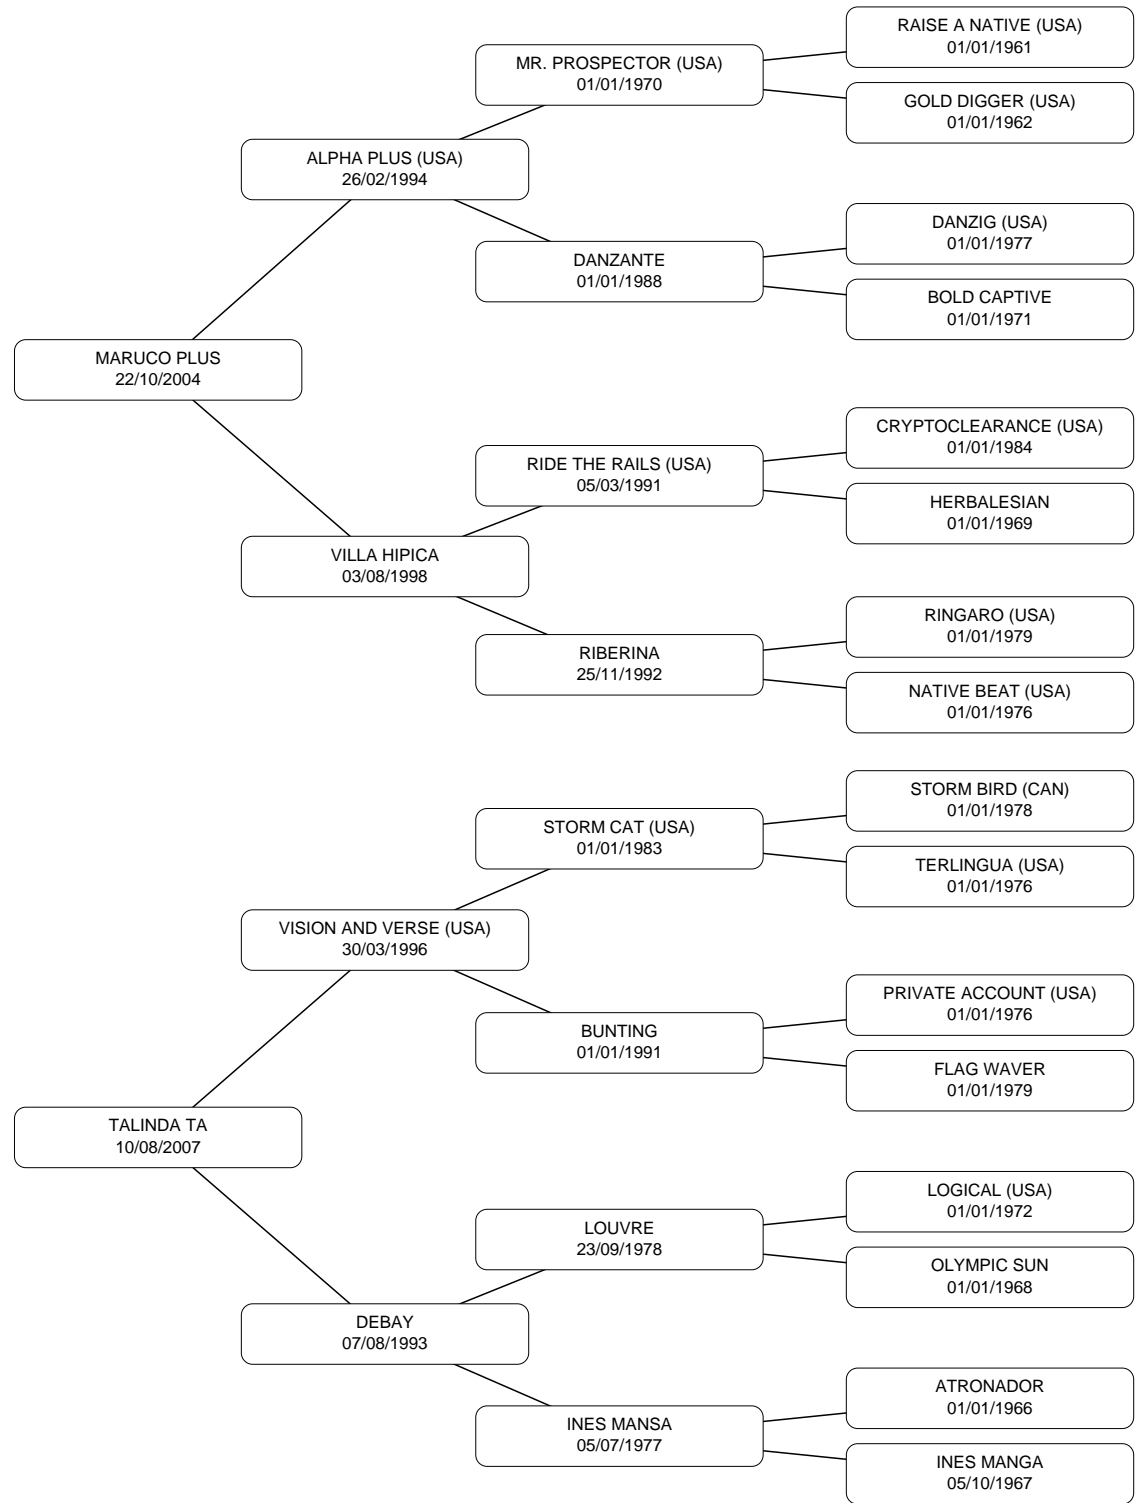 RAISE A NATIVE (USA)
01/01/1961
MR. PROSPECTOR (USA)
01/01/1970
GOLD DIGGER (USA)
01/01/1962
ALPHA PLUS (USA)
26/02/1994
DANZIG (USA)
01/01/1977
DANZANTE
01/01/1988
BOLD CAPTIVE
01/01/1971
MARUCO PLUS
22/10/2004
CRYPTOCLEARANCE (USA)
01/01/1984
RIDE THE RAILS (USA)
05/03/1991
HERBALESIAN
01/01/1969
VILLA HIPICA
03/08/1998
RINGARO (USA)
01/01/1979
RIBERINA
25/11/1992
NATIVE BEAT (USA)
01/01/1976
STORM BIRD (CAN)
01/01/1978
STORM CAT (USA)
01/01/1983
TERLINGUA (USA)
01/01/1976
VISION AND VERSE (USA)
30/03/1996
PRIVATE ACCOUNT (USA)
01/01/1976
BUNTING
01/01/1991
FLAG WAVER
01/01/1979
TALINDA TA
10/08/2007
LOGICAL (USA)
01/01/1972
LOUVRE
23/09/1978
OLYMPIC SUN
01/01/1968
DEBAY
07/08/1993
ATRONADOR
01/01/1966
INES MANSA
05/07/1977
INES MANGA
05/10/1967